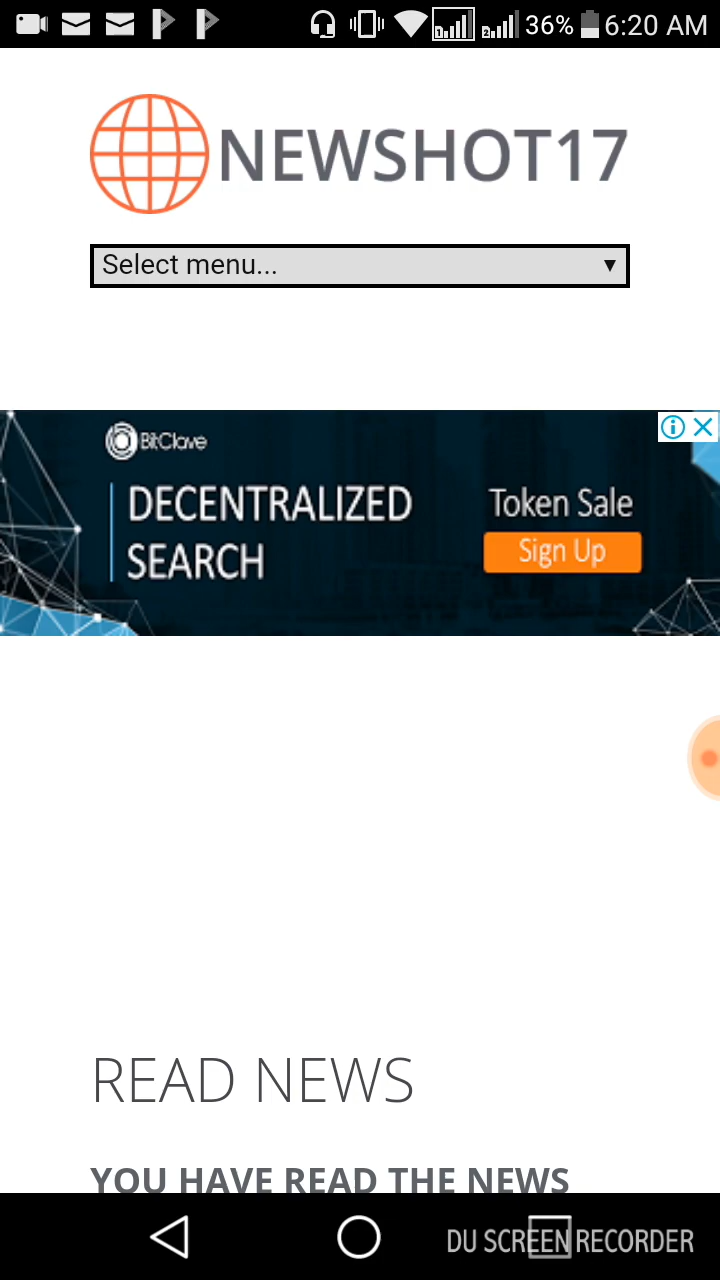 36% 6:20 AM
NEWSHOT17
Select menu...
BitClave
DECENTRALIZED
SEARCH
Token Sale
Sign Up
READ NEWS
YOU HAVE READ THE NEWS
DU SCREEN RECORDER